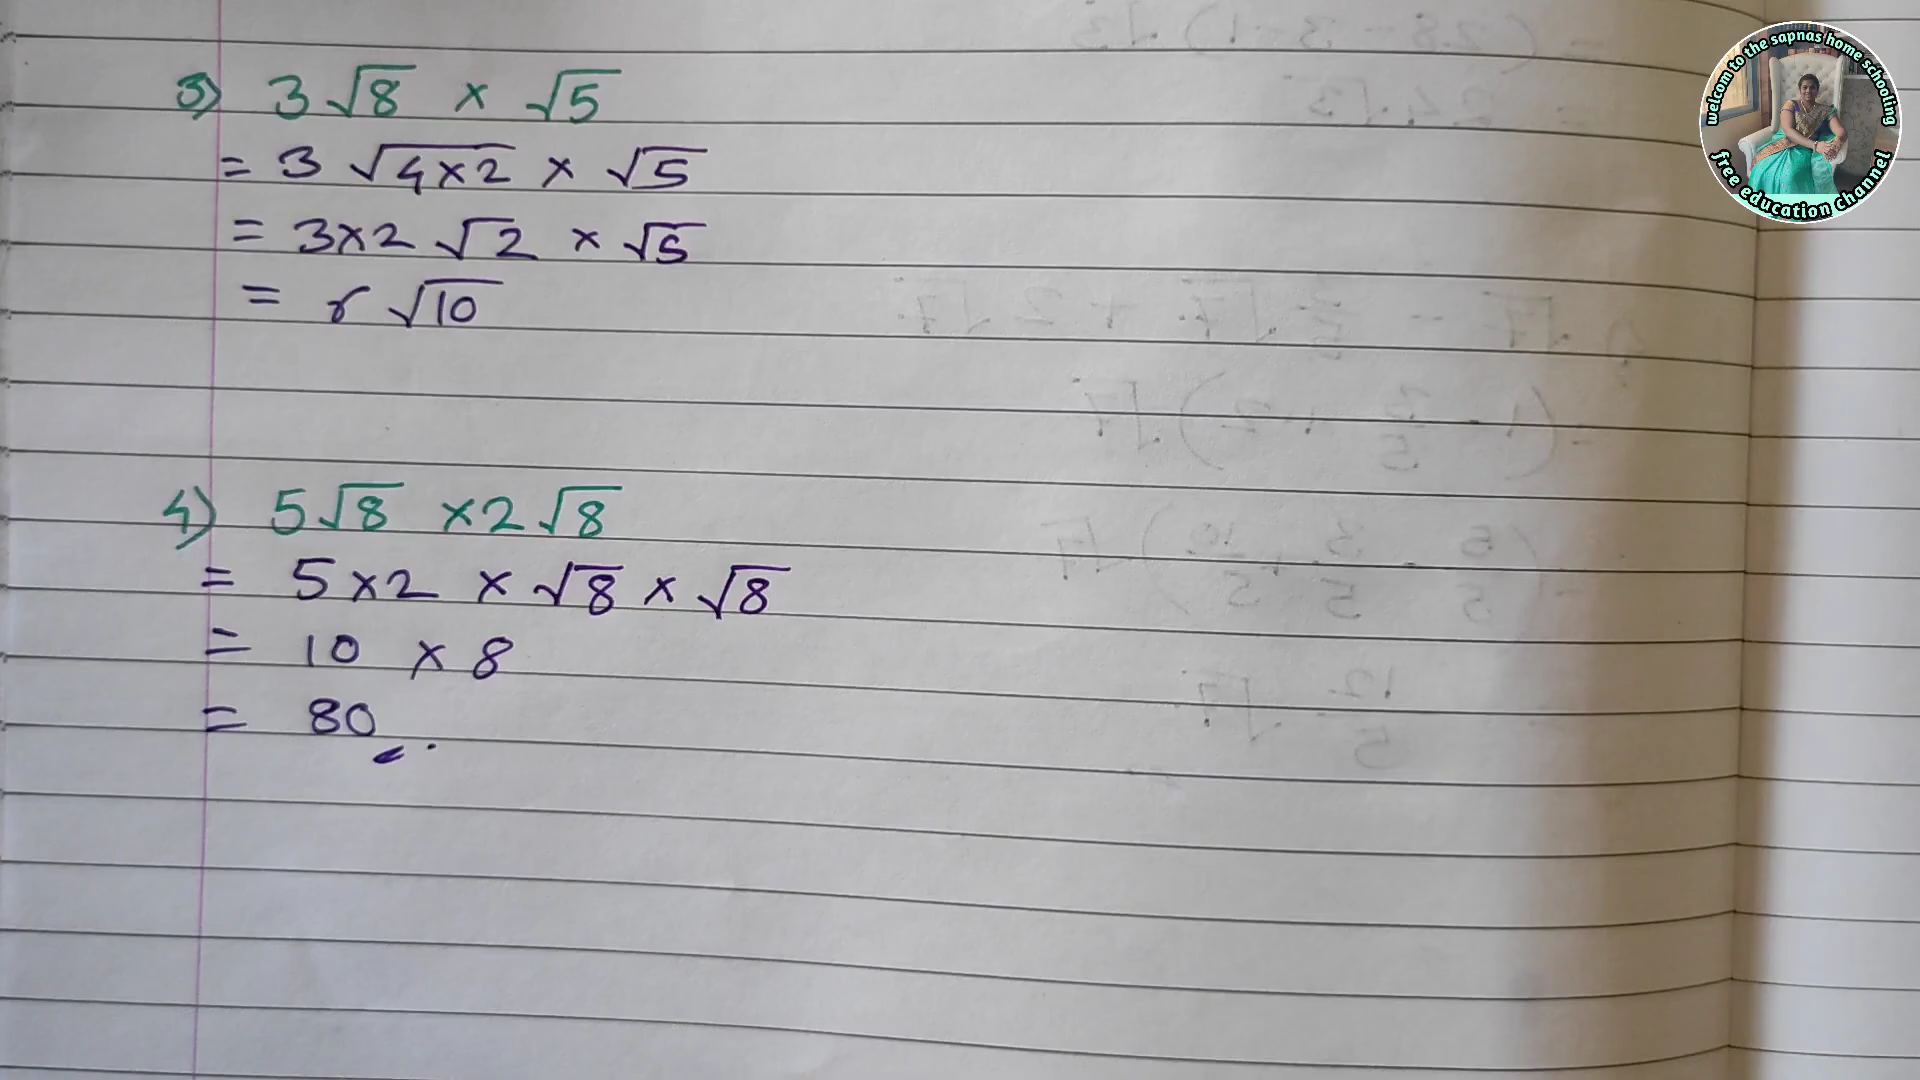 3) 3√8 × √5
= 3 √(4×2) × √5
= 3×2 √2 × √5
= 6 √10
4) 5√8 ×2√8
= 5×2 × √8 × √8
= 10 × 8
= 80
welcom to the sapnas home schooling
free education channel